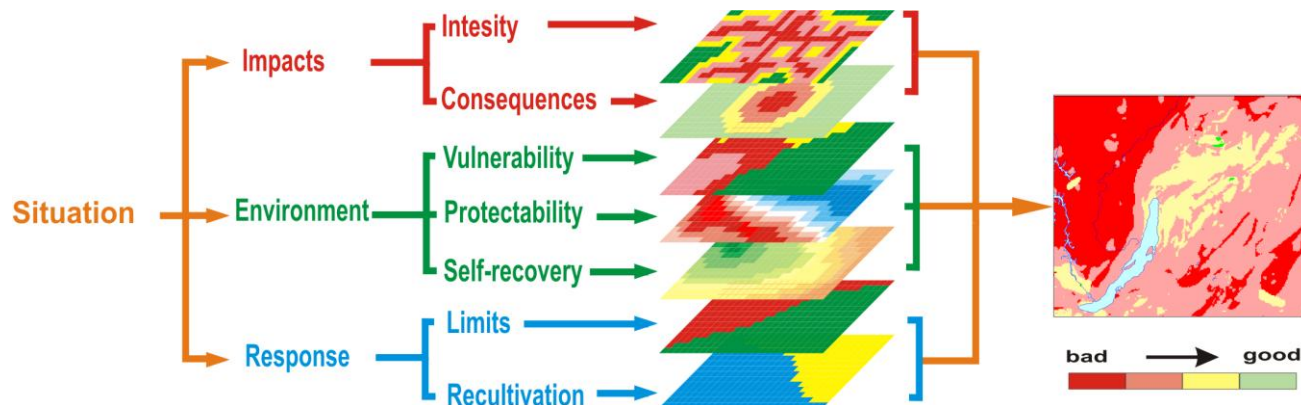 Situation
Impacts
Intesity
Consequences
Environment
Vulnerability
Protectability
Self-recovery
Response
Limits
Recultivation
bad
good